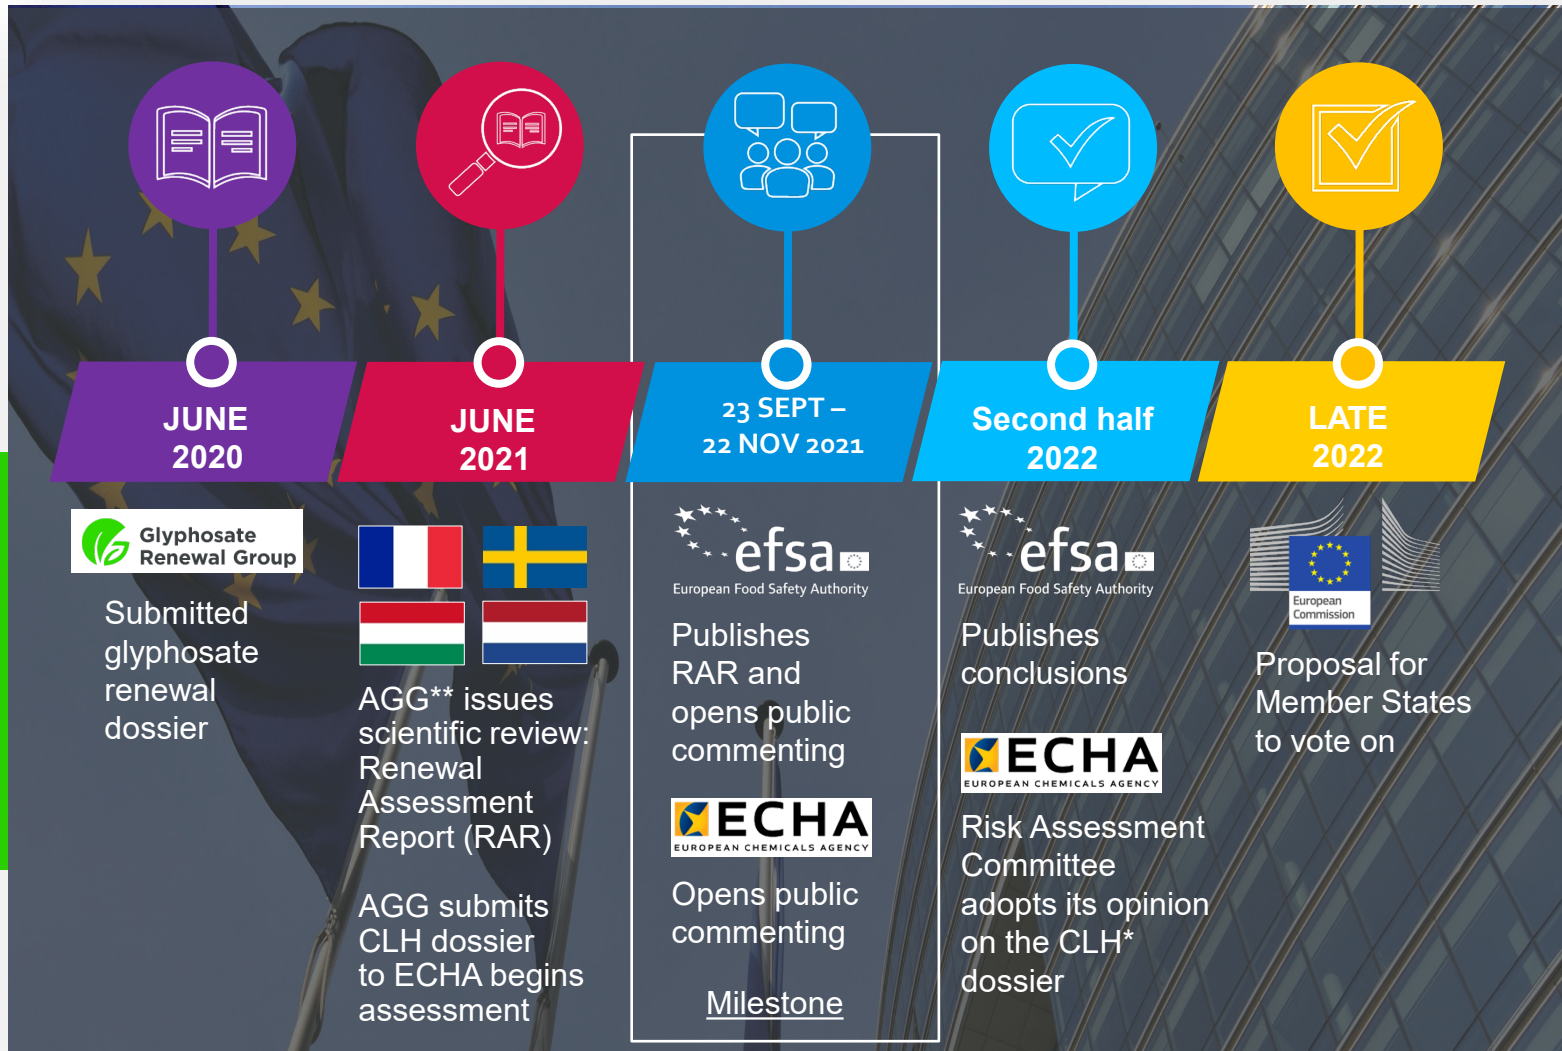 JUNE
2020
JUNE
2021
23 SEPT –
22 NOV 2021
Second half
2022
LATE
2022
Glyphosate
Renewal Group
Submitted
glyphosate
renewal
dossier
AGG** issues
scientific review:
Renewal
Assessment
Report (RAR)
AGG submits
CLH dossier
to ECHA begins
assessment
efsa
European Food Safety Authority
Publishes
RAR and
opens public
commenting
ECHA
EUROPEAN CHEMICALS AGENCY
Opens public
commenting
Milestone
efsa
European Food Safety Authority
Publishes
conclusions
ECHA
EUROPEAN CHEMICALS AGENCY
Risk Assessment
Committee
adopts its opinion
on the CLH*
dossier
European
Commission
Proposal for
Member States
to vote on